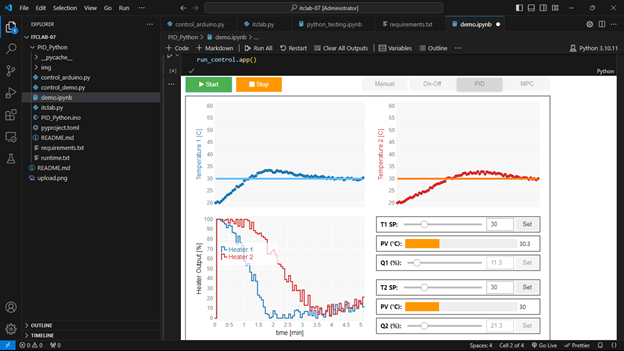 File Edit Selection View Go Run ...
itclab-07 [Administrator]
EXPLORER ...
ITCLAB-07
PID_Python
__pycache__
img
control_arduino.py
control_demo.py
demo.ipynb
itclab.py
PID_Python.ino
pyproject.toml
README.md
requirements.txt
runtime.txt
README.md
upload.png
OUTLINE
TIMELINE
control_arduino.py itclab.py python_testing.ipynb requirements.txt demo.ipynb
PID_Python > demo.ipynb > ...
+ Code + Markdown Run All Restart Clear All Outputs Variables Outline ... Python 3.10.11
run_control.app()
[4] Python
Start Stop Manual On-Off PID MPC
Temperature 1 [C]
60
55
50
45
40
35
30
25
20
Temperature 2 [C]
60
55
50
45
40
35
30
25
20
Heater Output [%]
100
90
80
70
60
50
40
30
20
10
0
Heater 1
Heater 2
0 0.5 1 1.5 2 2.5 3 3.5 4 4.5 5
time [min]
T1 SP: 30 Set
PV (°C): 30.3
Q1 (%): 11.3 Set
T2 SP: 30 Set
PV (°C): 30
Q2 (%): 21.3 Set
0 0 0 Spaces: 4 Cell 2 of 4 Go Live Prettier